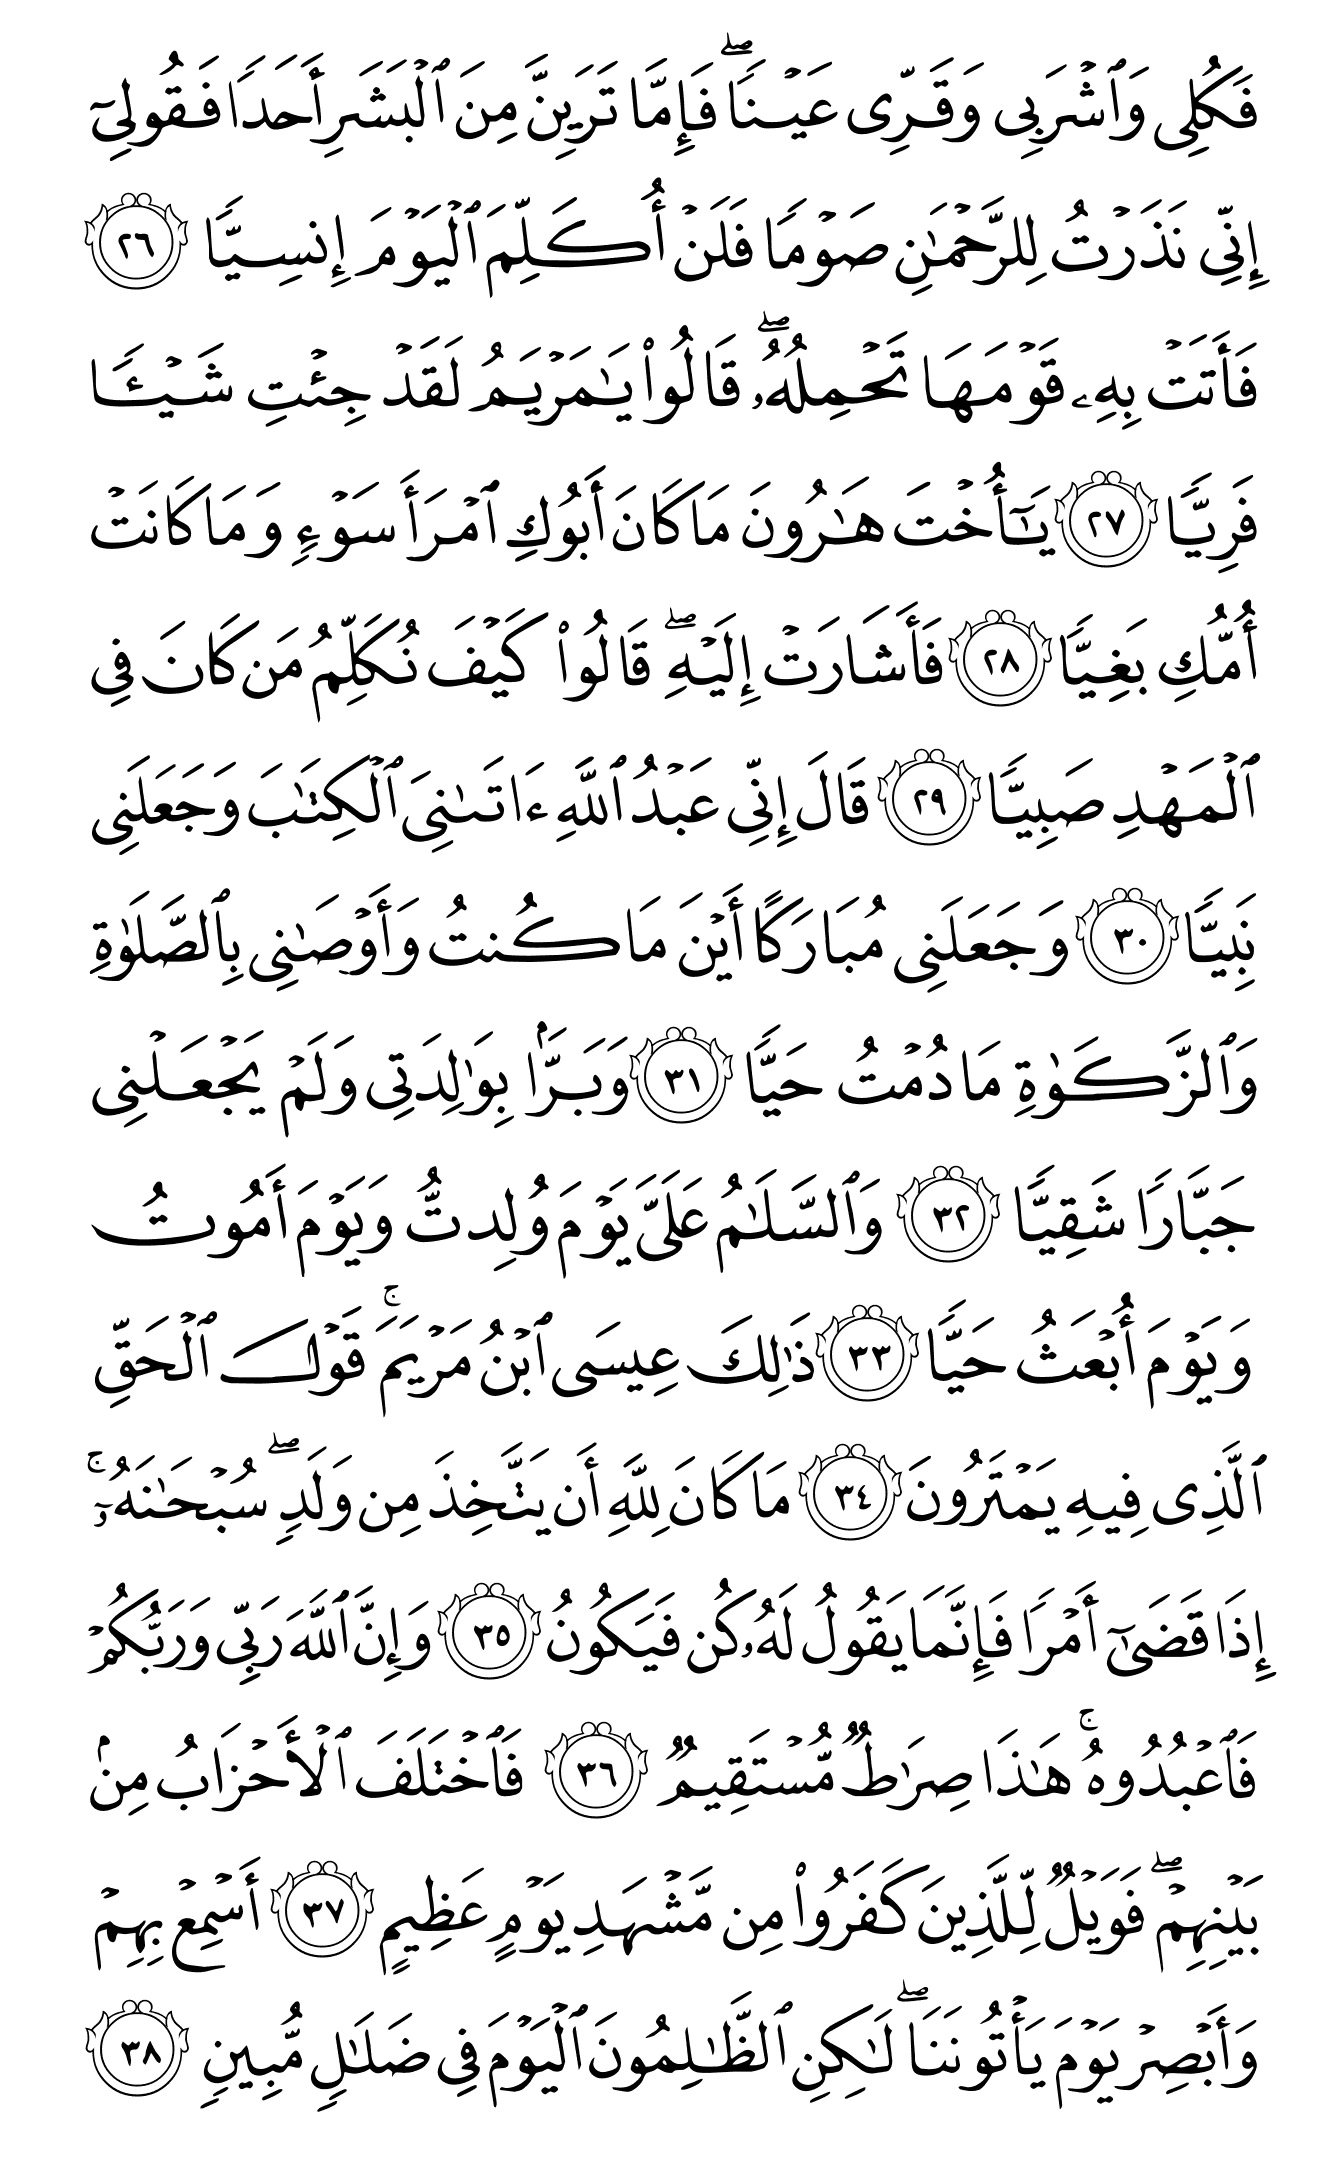 فَكُلِى وَٱشْرَبِى وَقَرِّى عَيْنًۭا ۖ فَإِمَّا تَرَيِنَّ مِنَ ٱلْبَشَرِ أَحَدًۭا فَقُولِىٓ
إِنِّى نَذَرْتُ لِلرَّحْمَـٰنِ صَوْمًۭا فَلَنْ أُكَلِّمَ ٱلْيَوْمَ إِنسِيًّۭا ٢٦
فَأَتَتْ بِهِۦ قَوْمَهَا تَحْمِلُهُۥ ۖ قَالُوا۟ يَـٰمَرْيَمُ لَقَدْ جِئْتِ شَيْـًۭٔا
فَرِيًّۭا ٢٧ يَـٰٓأُخْتَ هَـٰرُونَ مَا كَانَ أَبُوكِ ٱمْرَأَ سَوْءٍۢ وَمَا كَانَتْ
أُمُّكِ بَغِيًّۭا ٢٨ فَأَشَارَتْ إِلَيْهِ ۖ قَالُوا۟ كَيْفَ نُكَلِّمُ مَن كَانَ فِى
ٱلْمَهْدِ صَبِيًّۭا ٢٩ قَالَ إِنِّى عَبْدُ ٱللَّهِ ءَاتَىٰنِىَ ٱلْكِتَـٰبَ وَجَعَلَنِى
نَبِيًّۭا ٣٠ وَجَعَلَنِى مُبَارَكًا أَيْنَ مَا كُنتُ وَأَوْصَـٰنِى بِٱلصَّلَوٰةِ
وَٱلزَّكَوٰةِ مَا دُمْتُ حَيًّۭا ٣١ وَبَرًّۢا بِوَٰلِدَتِى وَلَمْ يَجْعَلْنِى
جَبَّارًۭا شَقِيًّۭا ٣٢ وَٱلسَّلَـٰمُ عَلَىَّ يَوْمَ وُلِدتُّ وَيَوْمَ أَمُوتُ
وَيَوْمَ أُبْعَثُ حَيًّۭا ٣٣ ذَٰلِكَ عِيسَى ٱبْنُ مَرْيَمَ ۚ قَوْلَ ٱلْحَقِّ
ٱلَّذِى فِيهِ يَمْتَرُونَ ٣٤ مَا كَانَ لِلَّهِ أَن يَتَّخِذَ مِن وَلَدٍۢ ۖ سُبْحَـٰنَهُۥٓ ۚ
إِذَا قَضَىٰٓ أَمْرًۭا فَإِنَّمَا يَقُولُ لَهُۥ كُن فَيَكُونُ ٣٥ وَإِنَّ ٱللَّهَ رَبِّى وَرَبُّكُمْ
فَٱعْبُدُوهُ ۚ هَـٰذَا صِرَٰطٌۭ مُّسْتَقِيمٌۭ ٣٦ فَٱخْتَلَفَ ٱلْأَحْزَابُ مِنۢ
بَيْنِهِمْ ۖ فَوَيْلٌۭ لِّلَّذِينَ كَفَرُوا۟ مِن مَّشْهَدِ يَوْمٍ عَظِيمٍ ٣٧ أَسْمِعْ بِهِمْ
وَأَبْصِرْ يَوْمَ يَأْتُونَنَا ۖ لَـٰكِنِ ٱلظَّـٰلِمُونَ ٱلْيَوْمَ فِى ضَلَـٰلٍۢ مُّبِينٍۢ ٣٨